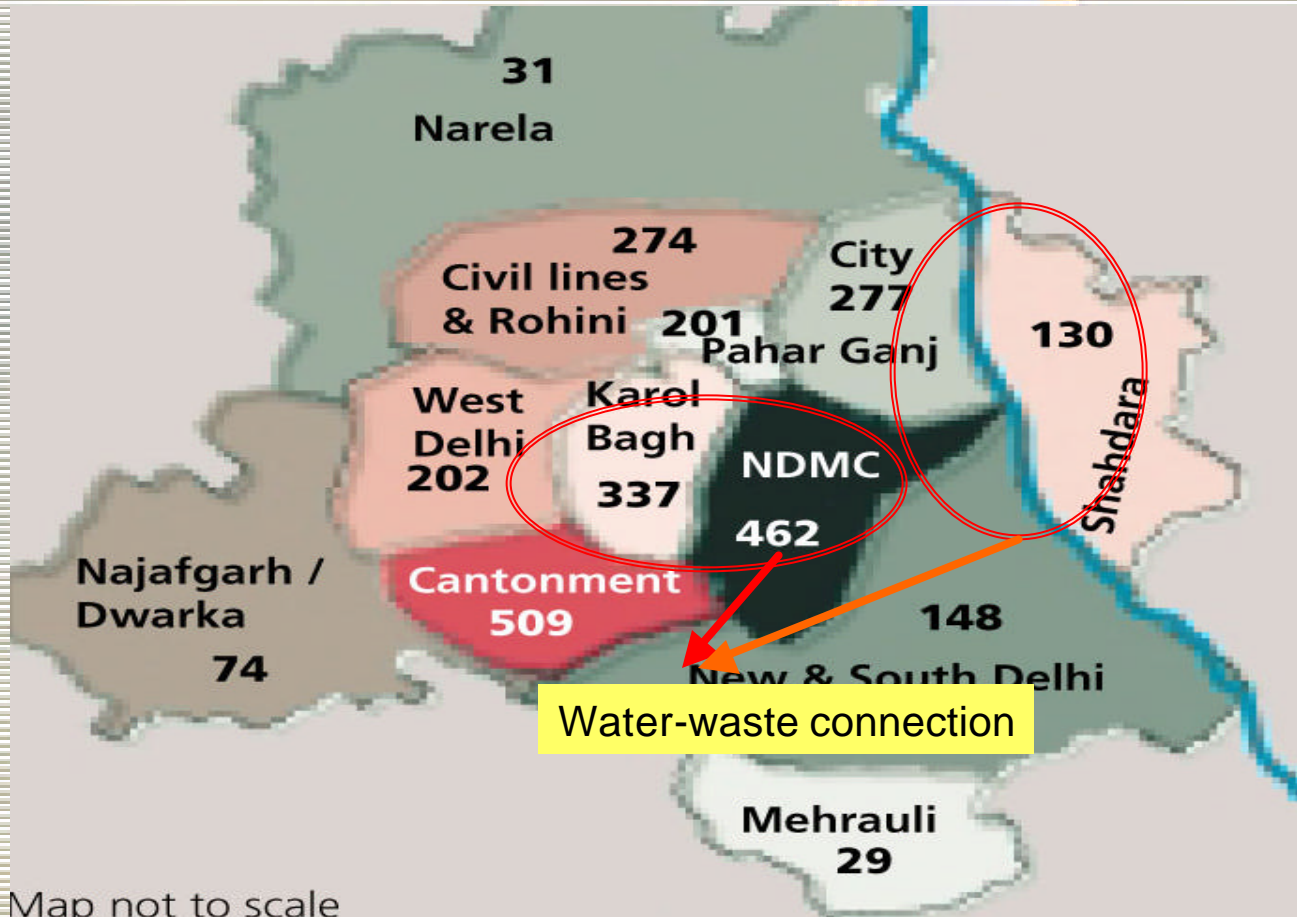 31
Narela
274
Civil lines
& Rohini
201
City
277
Pahar Ganj
130
Shahdara
West
Delhi
202
Karol
Bagh
337
NDMC
462
Najafgarh /
Dwarka
74
Cantonment
509
148
New & South Delhi
Water-waste connection
Mehrauli
29
Map not to scale